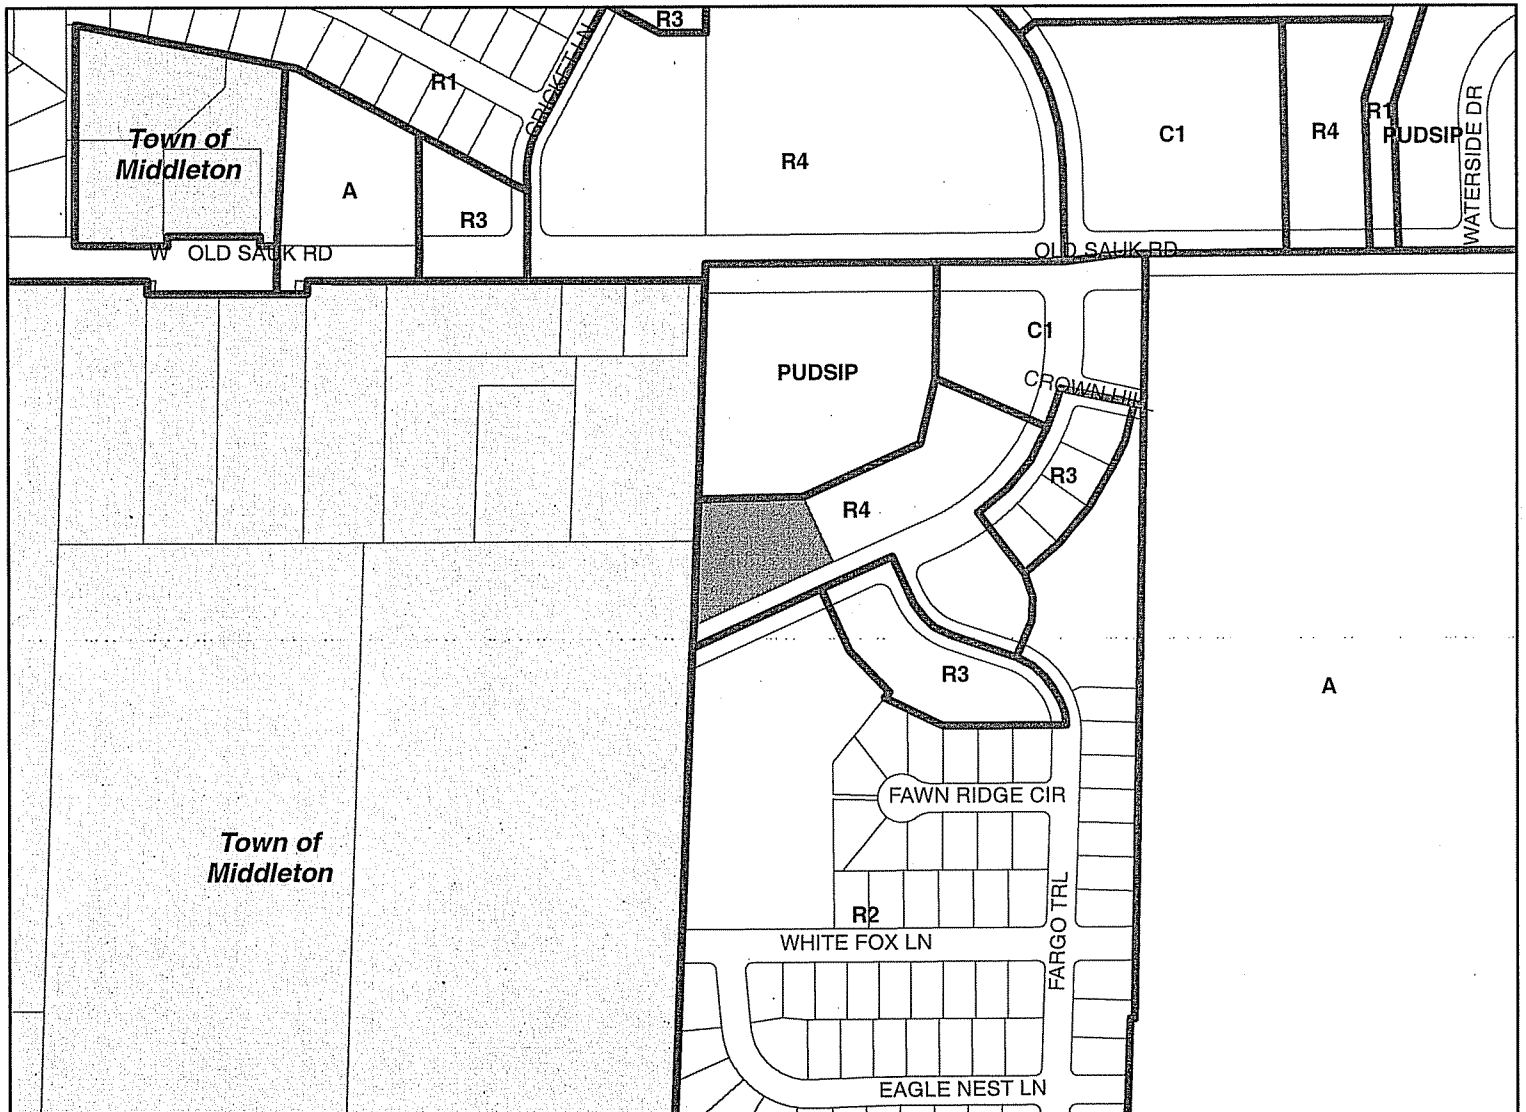 R3
CRICKET LN
R1
Town of
Middleton
A
R3
R4
C1
R4
R1
PUDSIP
WATERSIDE DR
W OLD SAUK RD
OLD SAUK RD
PUDSIP
C1
CROWN HILL
R3
R4
R3
A
FAWN RIDGE CIR
Town of
Middleton
R2
WHITE FOX LN
FARGO TRL
EAGLE NEST LN